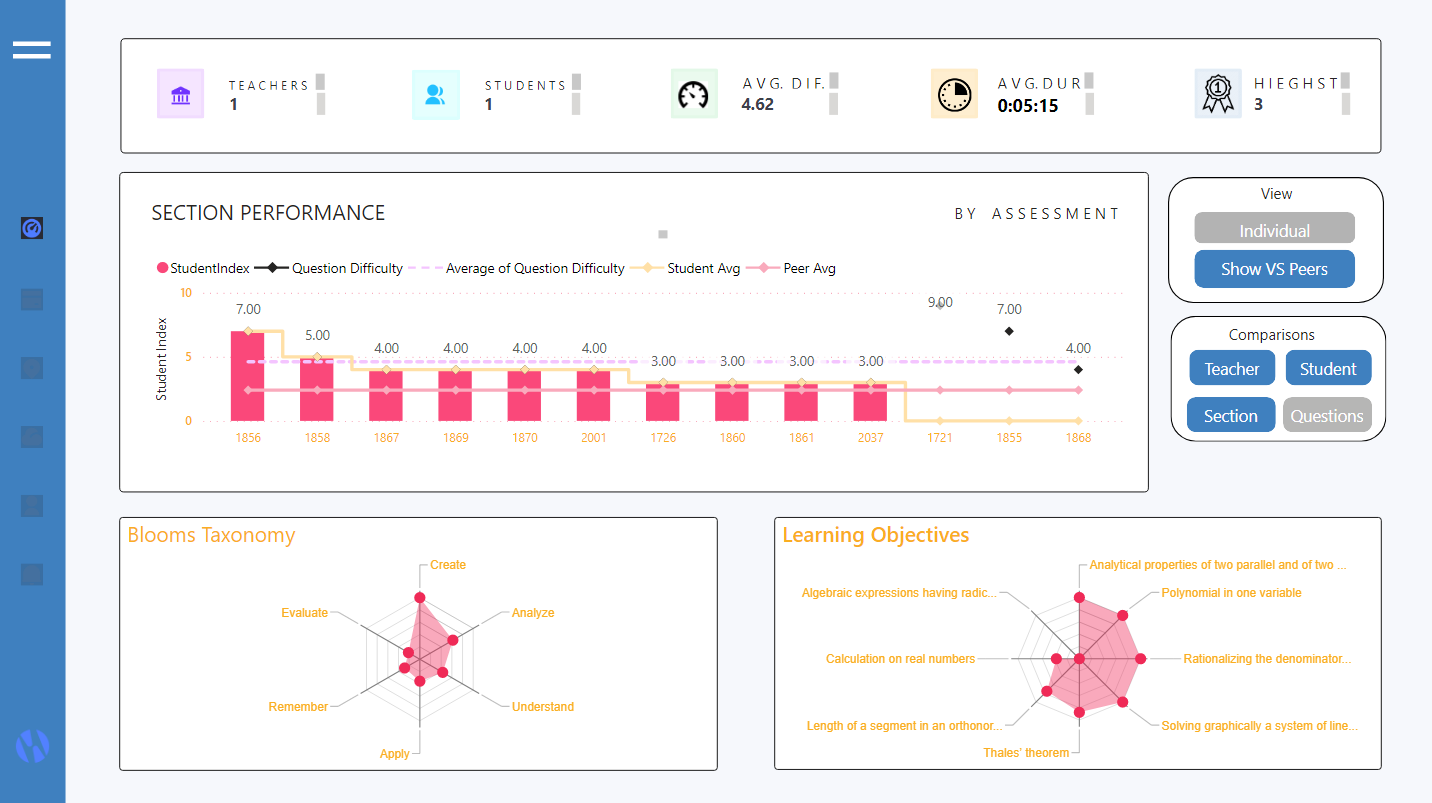 TEACHERS
1
STUDENTS
1
AVG. DIF.
4.62
AVG.DUR
0:05:15
HIEGHST
3
1
SECTION PERFORMANCE
BY ASSESSMENT
StudentIndex Question Difficulty Average of Question Difficulty Student Avg Peer Avg
Student Index
10
5
0
7.00
5.00
4.00
4.00
4.00
4.00
3.00
3.00
3.00
3.00
9.00
7.00
4.00
1856 1858 1867 1869 1870 2001 1726 1860 1861 2037 1721 1855 1868
View
Individual
Show VS Peers
Comparisons
Teacher Student
Section Questions
Blooms Taxonomy
Create
Evaluate
Analyze
Remember
Understand
Apply
Learning Objectives
Analytical properties of two parallel and of two ...
Algebraic expressions having radic...
Polynomial in one variable
Calculation on real numbers
Rationalizing the denominator...
Length of a segment in an orthonor...
Solving graphically a system of line...
Thales' theorem